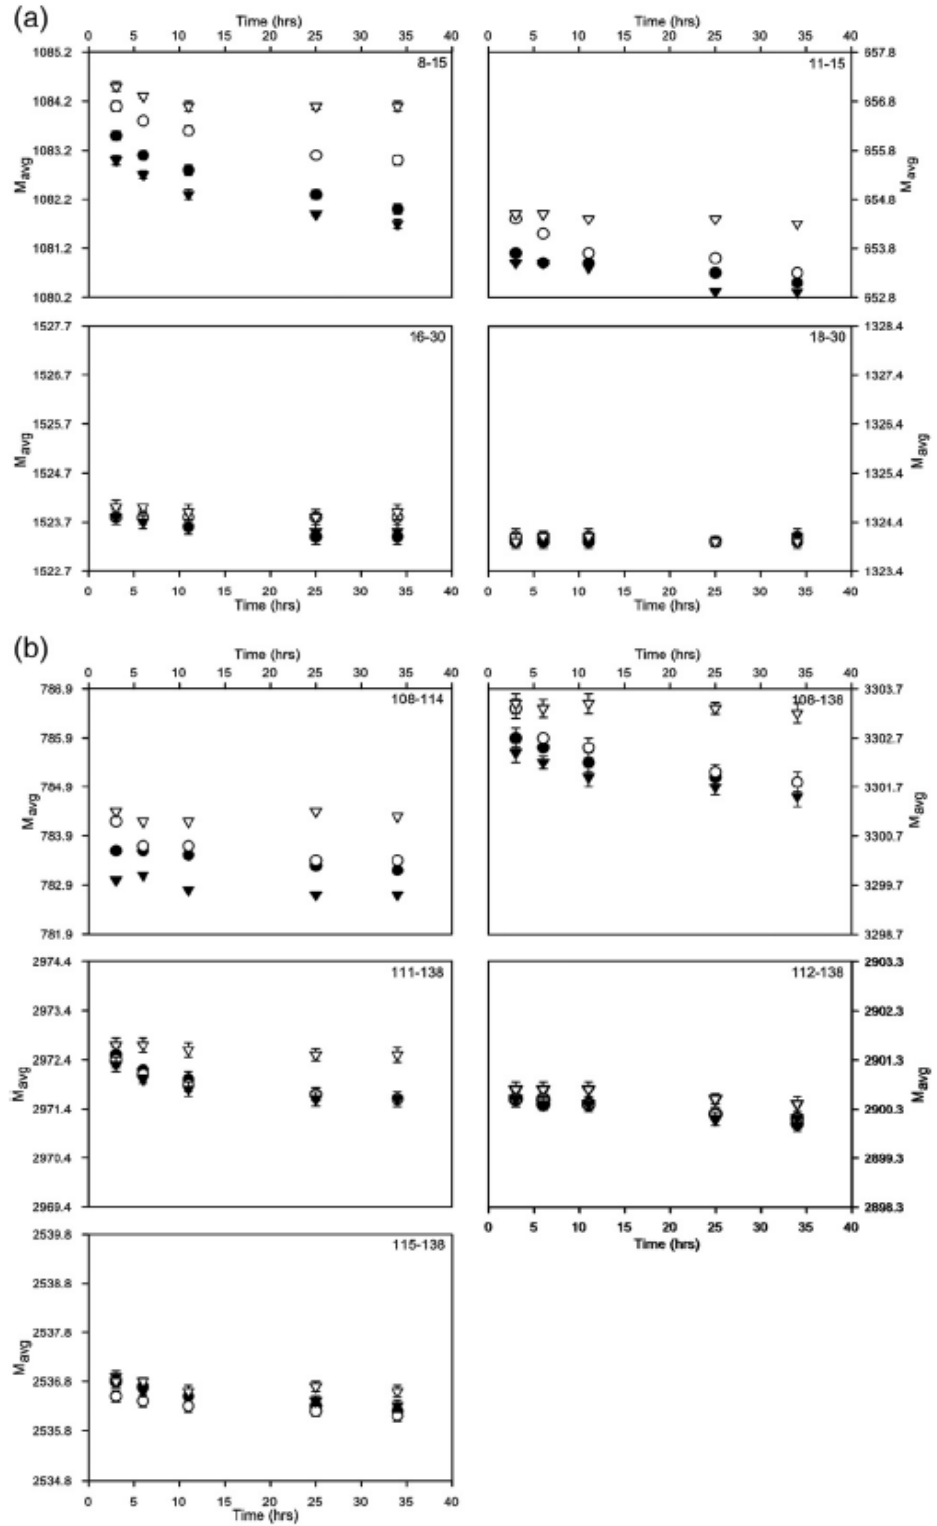 (a)
Time (hrs)
Time (hrs)
0 5 10 15 20 25 30 35 40
0 5 10 15 20 25 30 35 40
1085.2
1084.2
1083.2
1082.2
1081.2
1080.2
Mavg
8-15
11-15
657.8
656.8
655.8
654.8
653.8
652.8
Mavg
1527.7
1526.7
1525.7
1524.7
1523.7
1522.7
Mavg
16-30
18-30
1328.4
1327.4
1326.4
1325.4
1324.4
1323.4
Mavg
0 5 10 15 20 25 30 35 40
0 5 10 15 20 25 30 35 40
Time (hrs)
Time (hrs)
(b)
Time (hrs)
Time (hrs)
0 5 10 15 20 25 30 35 40
0 5 10 15 20 25 30 35 40
786.9
785.9
784.9
783.9
782.9
781.9
Mavg
108-114
108-138
3303.7
3302.7
3301.7
3300.7
3299.7
3298.7
Mavg
2974.4
2973.4
2972.4
2971.4
2970.4
2969.4
Mavg
111-138
112-138
2903.3
2902.3
2901.3
2900.3
2899.3
2898.3
Mavg
0 5 10 15 20 25 30 35 40
Time (hrs)
2539.8
2538.8
2537.8
2536.8
2535.8
2534.8
Mavg
115-138
0 5 10 15 20 25 30 35 40
Time (hrs)